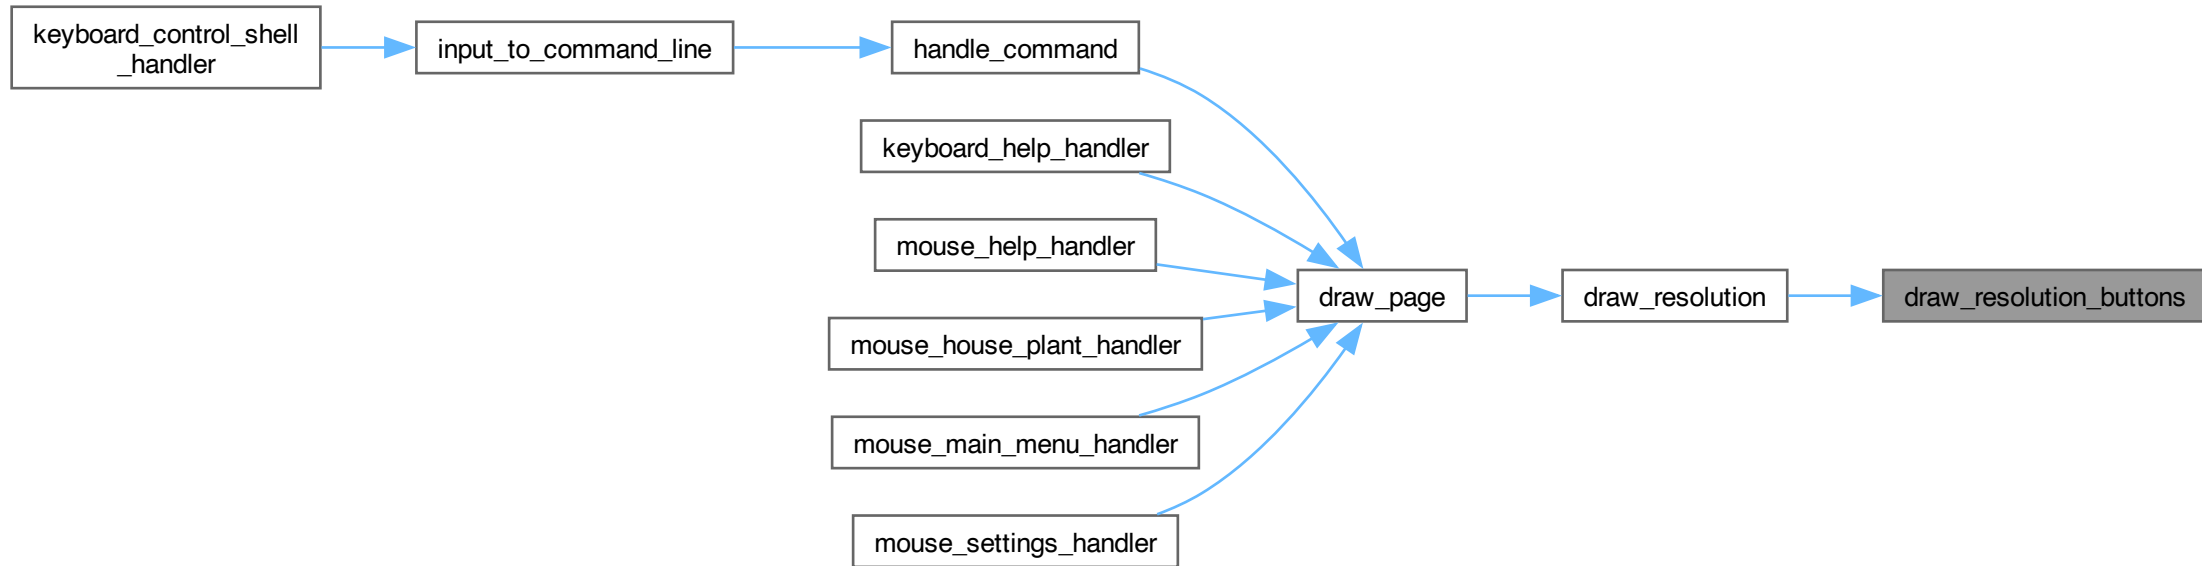 keyboard_control_shell
_handler
input_to_command_line
handle_command
keyboard_help_handler
mouse_help_handler
draw_page
draw_resolution
draw_resolution_buttons
mouse_house_plant_handler
mouse_main_menu_handler
mouse_settings_handler